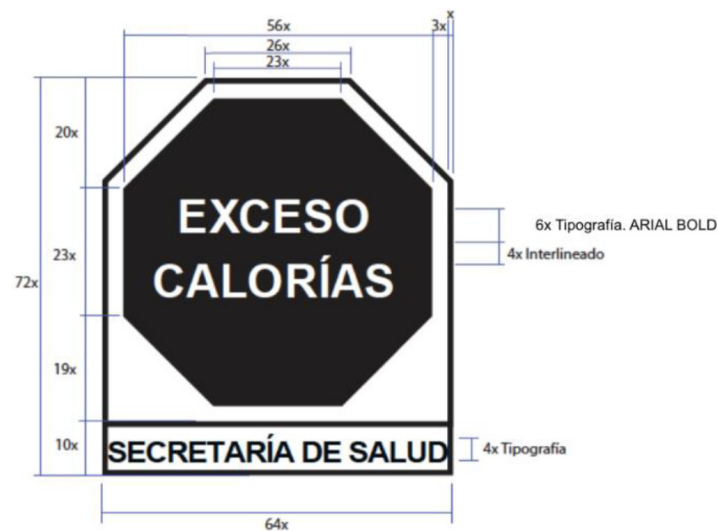 x
56x
3x
26x
23x
20x
EXCESO
6x Tipografía. ARIAL BOLD
23x
4x Interlineado
CALORÍAS
72x
19x
10x
SECRETARÍA DE SALUD
4x Tipografía
64x